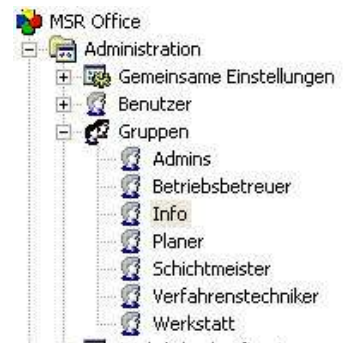 MSR Office
Administration
Gemeinsame Einstellungen
Benutzer
Gruppen
Admins
Betriebsbetreuer
Info
Planer
Schichtmeister
Verfahrenstechniker
Werkstatt